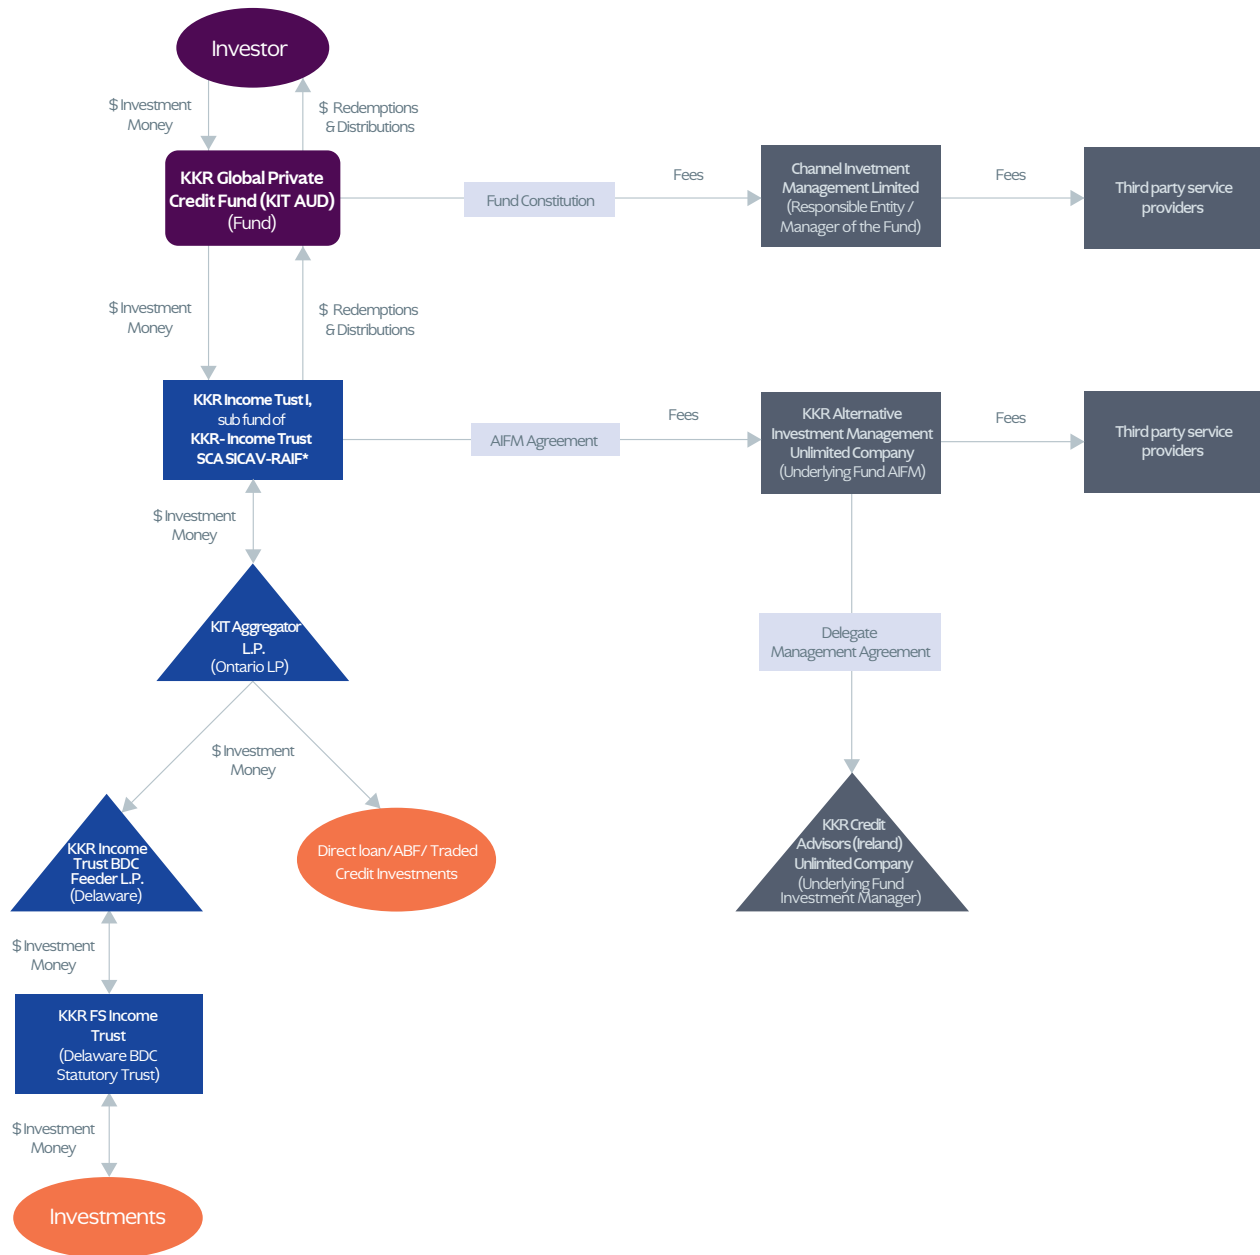 Investor
$ Investment
Money
$ Redemptions
& Distributions
KKR Global Private
Credit Fund (KIT AUD)
(Fund)
Fund Constitution
Fees
Channel Invetment
Management Limited
(Responsible Entity /
Manager of the Fund)
Fees
Third party service
providers
$ Investment
Money
$ Redemptions
& Distributions
KKR Income Tust I,
sub fund of
KKR- Income Trust
SCA SICAV-RAIF*
AIFM Agreement
Fees
KKR Alternative
Investment Management
Unlimited Company
(Underlying Fund AIFM)
Fees
Third party service
providers
$ Investment
Money
KIT Aggregator
L.P.
(Ontario LP)
Delegate
Management Agreement
$ Investment
Money
KKR Income
Trust BDC
Feeder L.P.
(Delaware)
Direct loan/ABF/ Traded
Credit Investments
KKR Credit
Advisors (Ireland)
Unlimited Company
(Underlying Fund
Investment Manager)
$ Investment
Money
KKR FS Income
Trust
(Delaware BDC
Statutory Trust)
$ Investment
Money
Investments